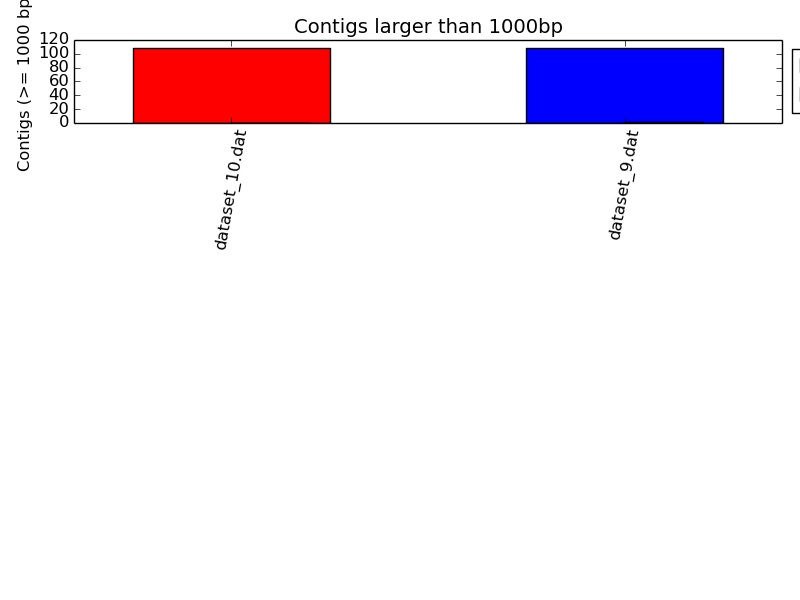 Contigs larger than 1000bp
Contigs (>= 1000 bp
120
100
80
60
40
20
0
dataset_10.dat
dataset_9.dat